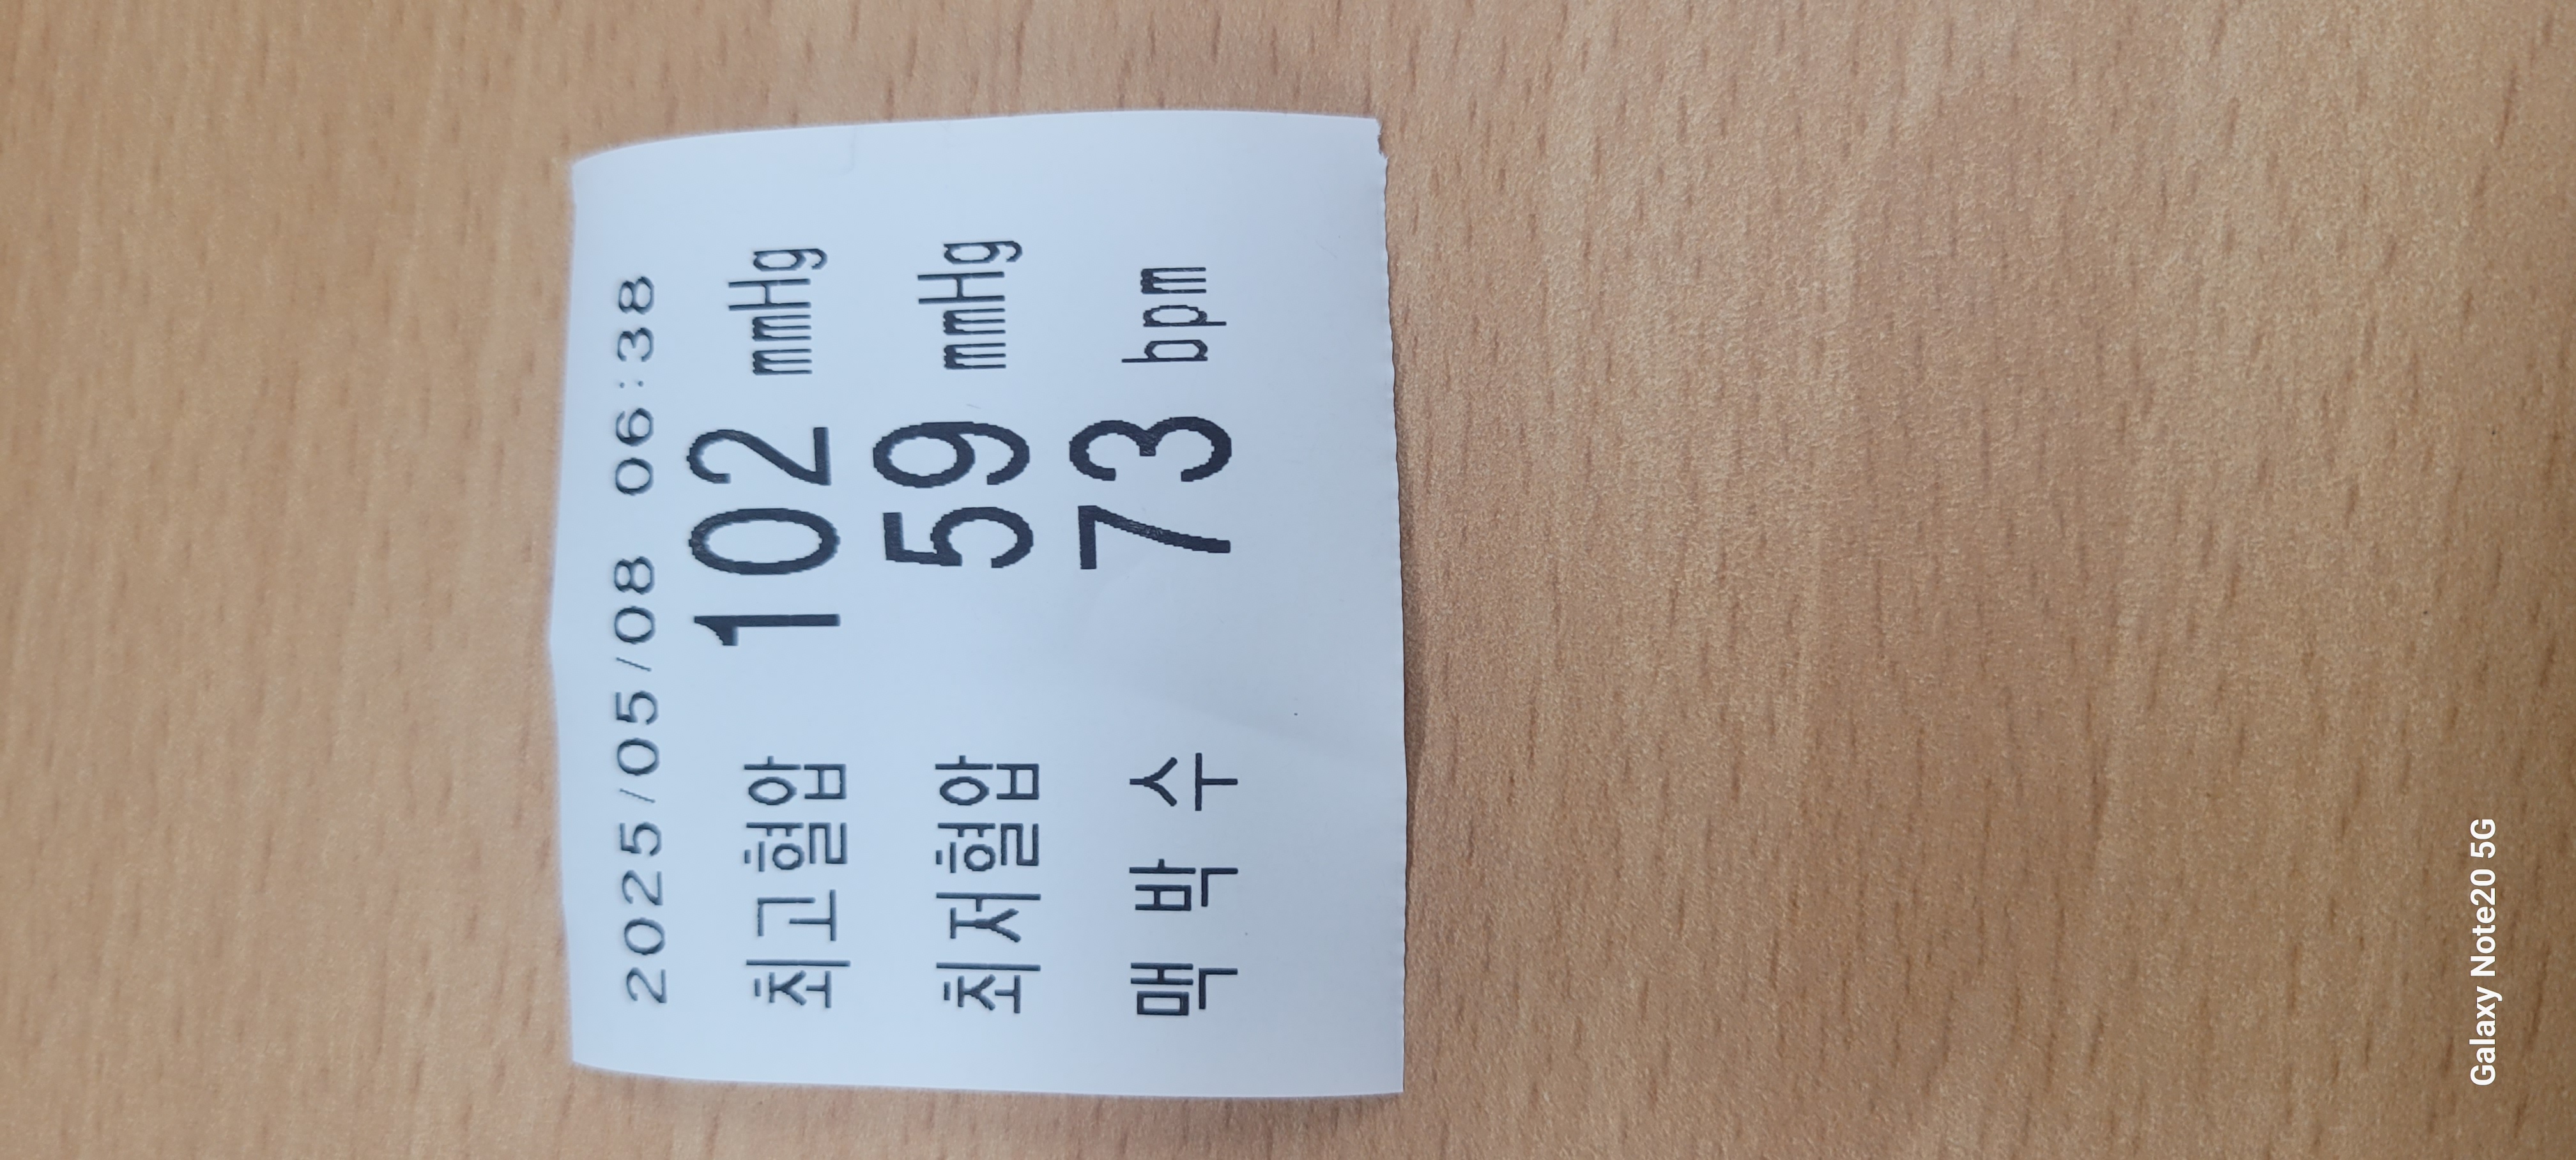 2025/05/08 06:38
최고혈압 102 mmHg
최저혈압 59 mmHg
맥박수 73 bpm
Galaxy Note20 5G